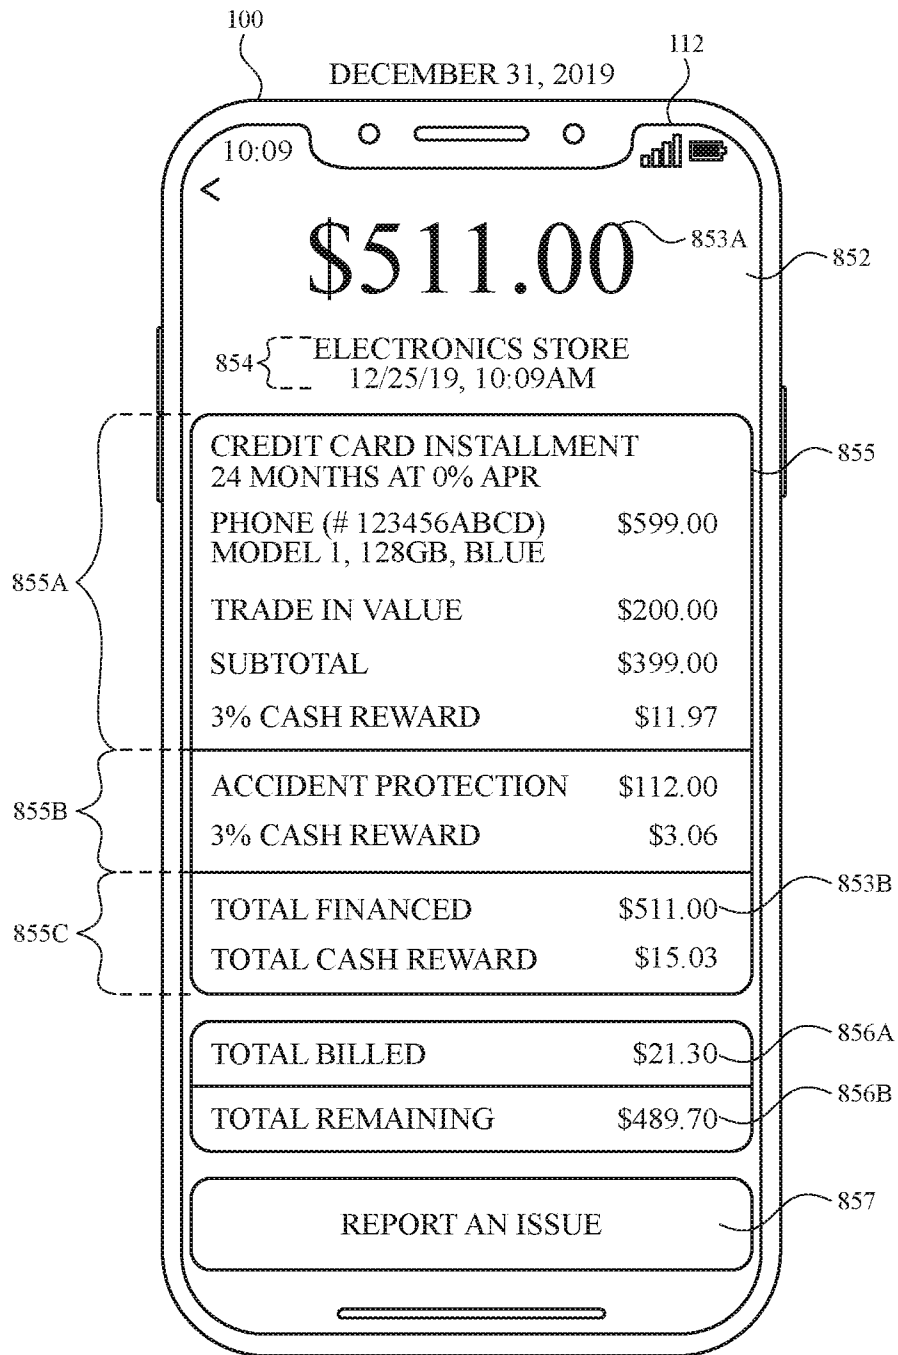 100
112
DECEMBER 31, 2019
10:09
<
$511.00
853A
852
854
ELECTRONICS STORE
12/25/19, 10:09AM
855
CREDIT CARD INSTALLMENT
24 MONTHS AT 0% APR
PHONE (# 123456ABCD) $599.00
MODEL 1, 128GB, BLUE
855A
TRADE IN VALUE $200.00
SUBTOTAL $399.00
3% CASH REWARD $11.97
855B
ACCIDENT PROTECTION $112.00
3% CASH REWARD $3.06
853B
855C
TOTAL FINANCED $511.00
TOTAL CASH REWARD $15.03
856A
TOTAL BILLED $21.30
856B
TOTAL REMAINING $489.70
857
REPORT AN ISSUE